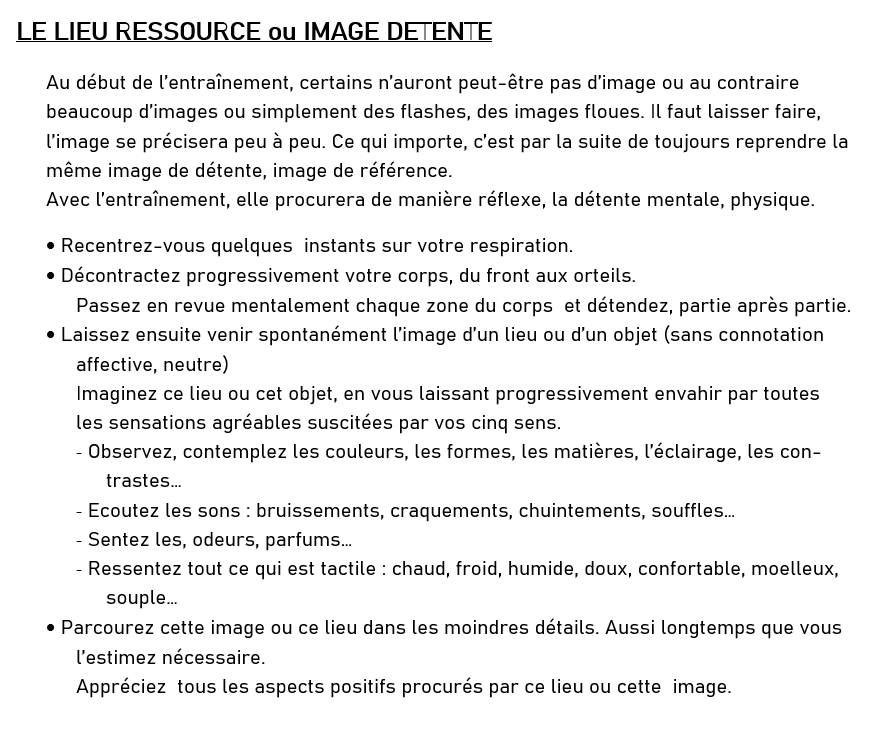 LE LIEU RESSOURCE ou IMAGE DETENTE
Au début de l'entraînement, certains n'auront peut-être pas d'image ou au contraire
beaucoup d'images ou simplement des flashes, des images floues. Il faut laisser faire,
l'image se précisera peu à peu. Ce qui importe, c'est par la suite de toujours reprendre la
même image de détente, image de référence.
Avec l'entraînement, elle procurera de manière réflexe, la détente mentale, physique.
• Recentrez-vous quelques  instants sur votre respiration.
• Décontractez progressivement votre corps, du front aux orteils.
Passez en revue mentalement chaque zone du corps  et détendez, partie après partie.
• Laissez ensuite venir spontanément l'image d'un lieu ou d'un objet (sans connotation
affective, neutre)
Imaginez ce lieu ou cet objet, en vous laissant progressivement envahir par toutes
les sensations agréables suscitées par vos cinq sens.
- Observez, contemplez les couleurs, les formes, les matières, l'éclairage, les con-
trastes...
- Ecoutez les sons : bruissements, craquements, chuintements, souffles...
- Sentez les, odeurs, parfums...
- Ressentez tout ce qui est tactile : chaud, froid, humide, doux, confortable, moelleux,
souple...
• Parcourez cette image ou ce lieu dans les moindres détails. Aussi longtemps que vous
l'estimez nécessaire.
Appréciez  tous les aspects positifs procurés par ce lieu ou cette  image.